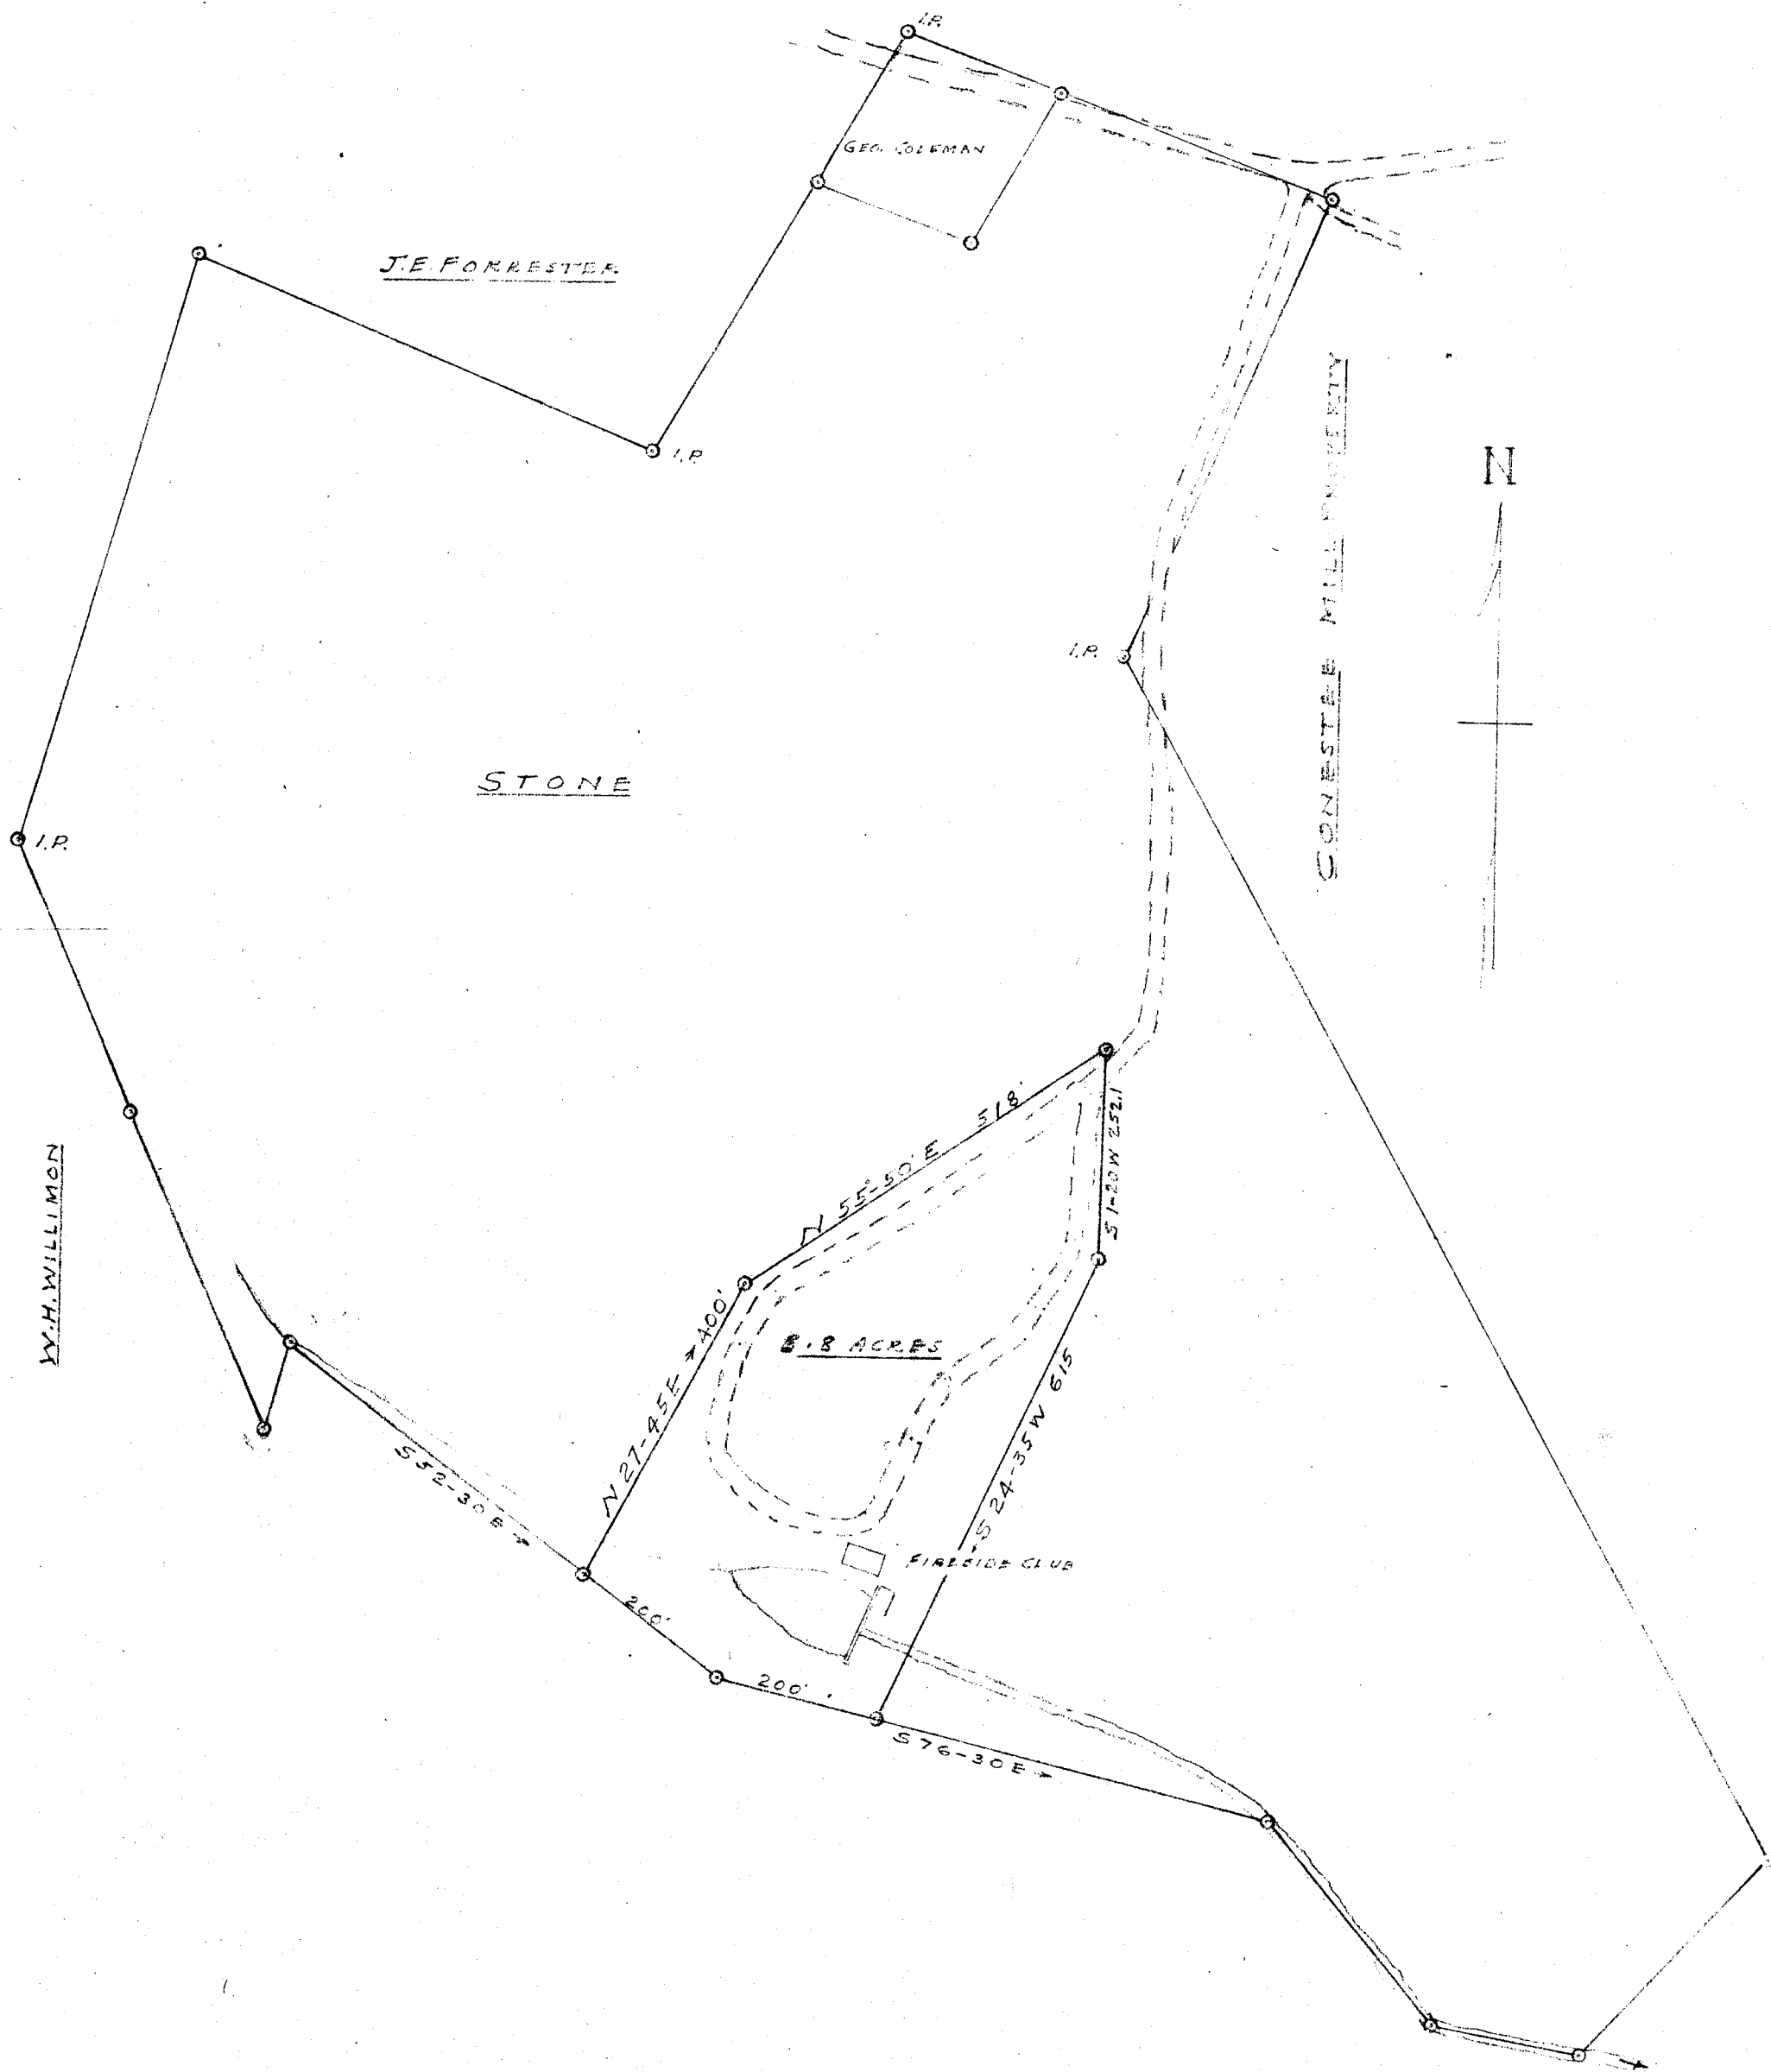 I.P.
GEO. COLEMAN
J.E. FORRESTER
I.P.
CONESTEE MILL PROPERTY
N
I.P.
STONE
I.P.
N 55°-50' E 518'
S 1-20 W 252.1
W.H. WILLIMON
N 27-45 E → 400'
8.8 ACRES
S 24-35 W 615
S 52-30 E →
FIRESIDE CLUB
200'
200'
S 76-30 E →